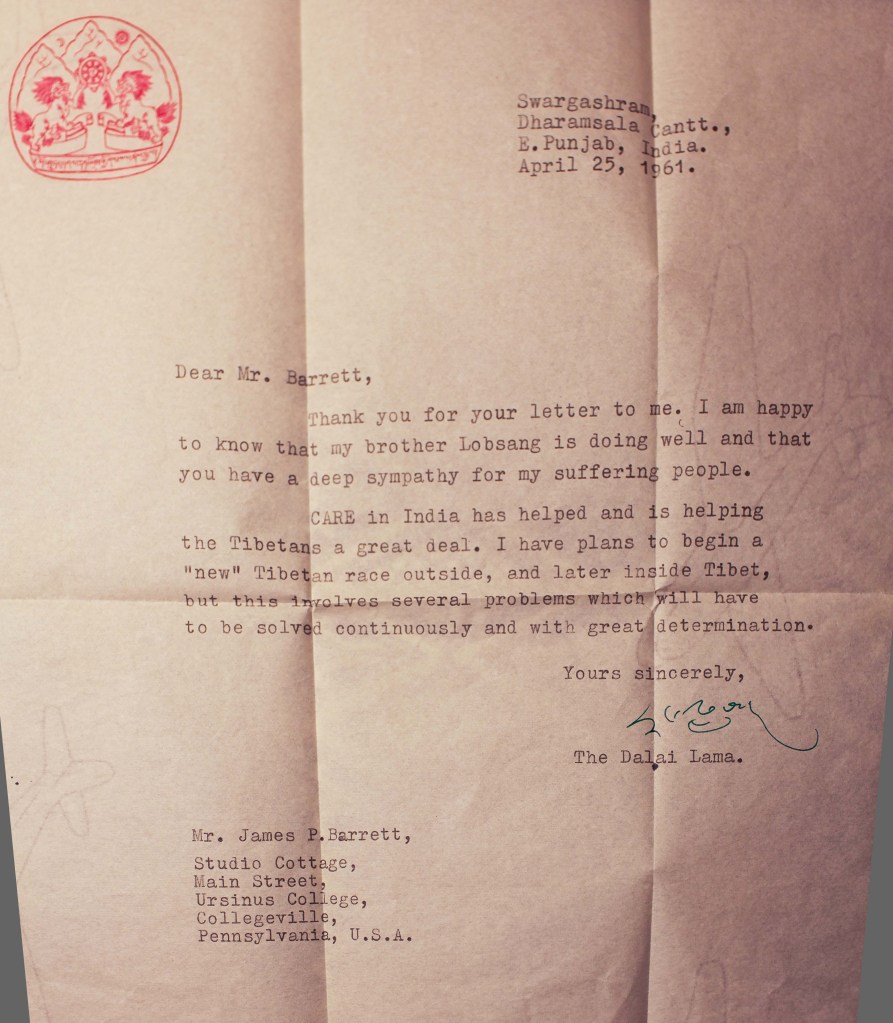 Swargashram,
Dharamsala Cantt.,
E.Punjab, India.
April 25, 1961.
Dear Mr. Barrett,
Thank you for your letter to me. I am happy
to know that my brother Lobsang is doing well and that
you have a deep sympathy for my suffering people.
CARE in India has helped and is helping
the Tibetans a great deal. I have plans to begin a
"new" Tibetan race outside, and later inside Tibet,
but this involves several problems which will have
to be solved continuously and with great determination.
Yours sincerely,
The Dalai Lama.
Mr. James P.Barrett,
Studio Cottage,
Main Street,
Ursinus College,
Collegeville,
Pennsylvania, U.S.A.